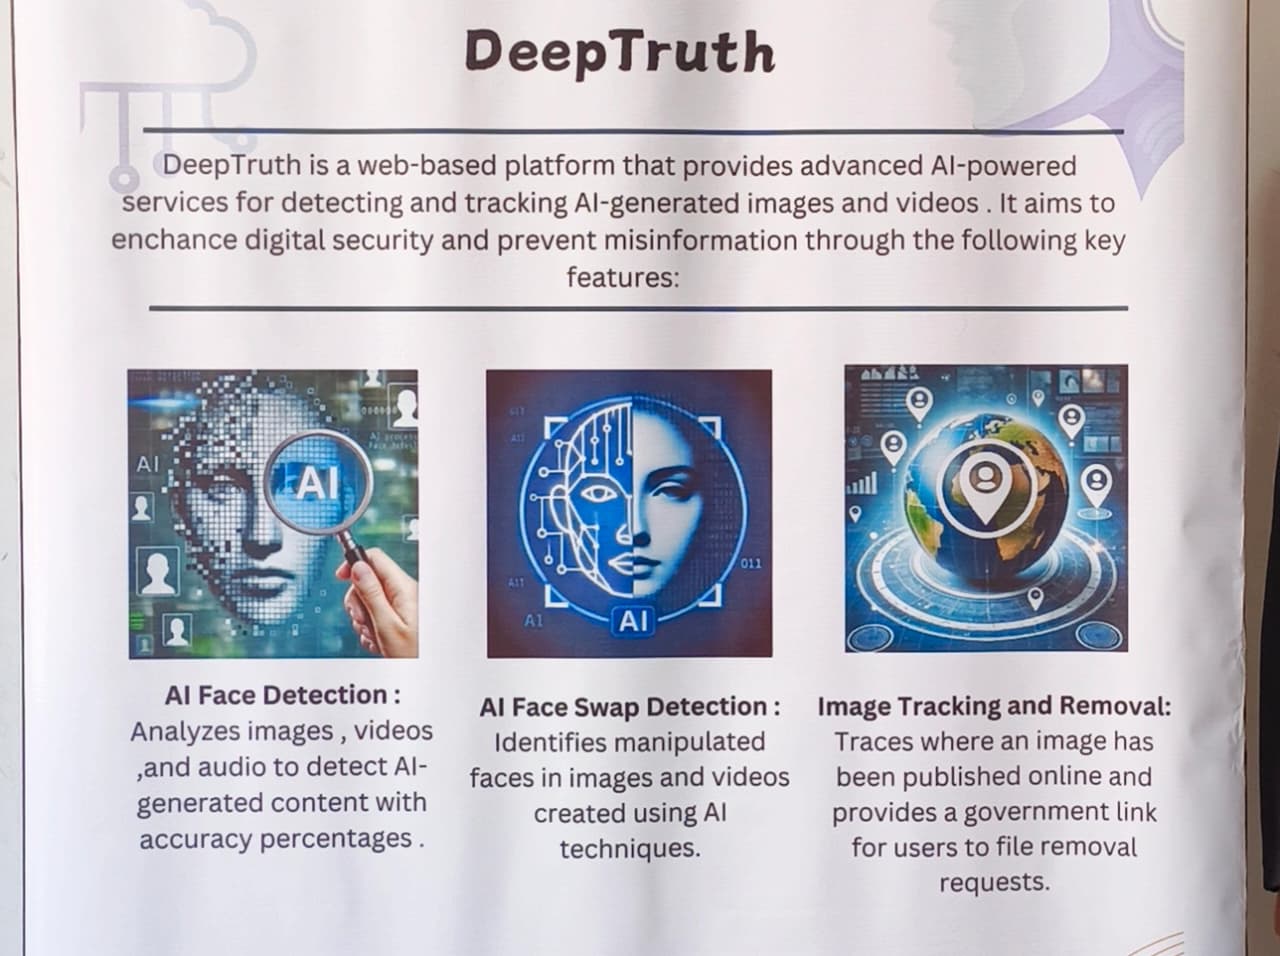 DeepTruth
DeepTruth is a web-based platform that provides advanced AI-powered
services for detecting and tracking AI-generated images and videos . It aims to
enchance digital security and prevent misinformation through the following key
features:
AI
AI
AI
AI
011
AI Face Detection :
Analyzes images , videos
,and audio to detect AI-
generated content with
accuracy percentages .
AI Face Swap Detection :
Identifies manipulated
faces in images and videos
created using AI
techniques.
Image Tracking and Removal:
Traces where an image has
been published online and
provides a government link
for users to file removal
requests.